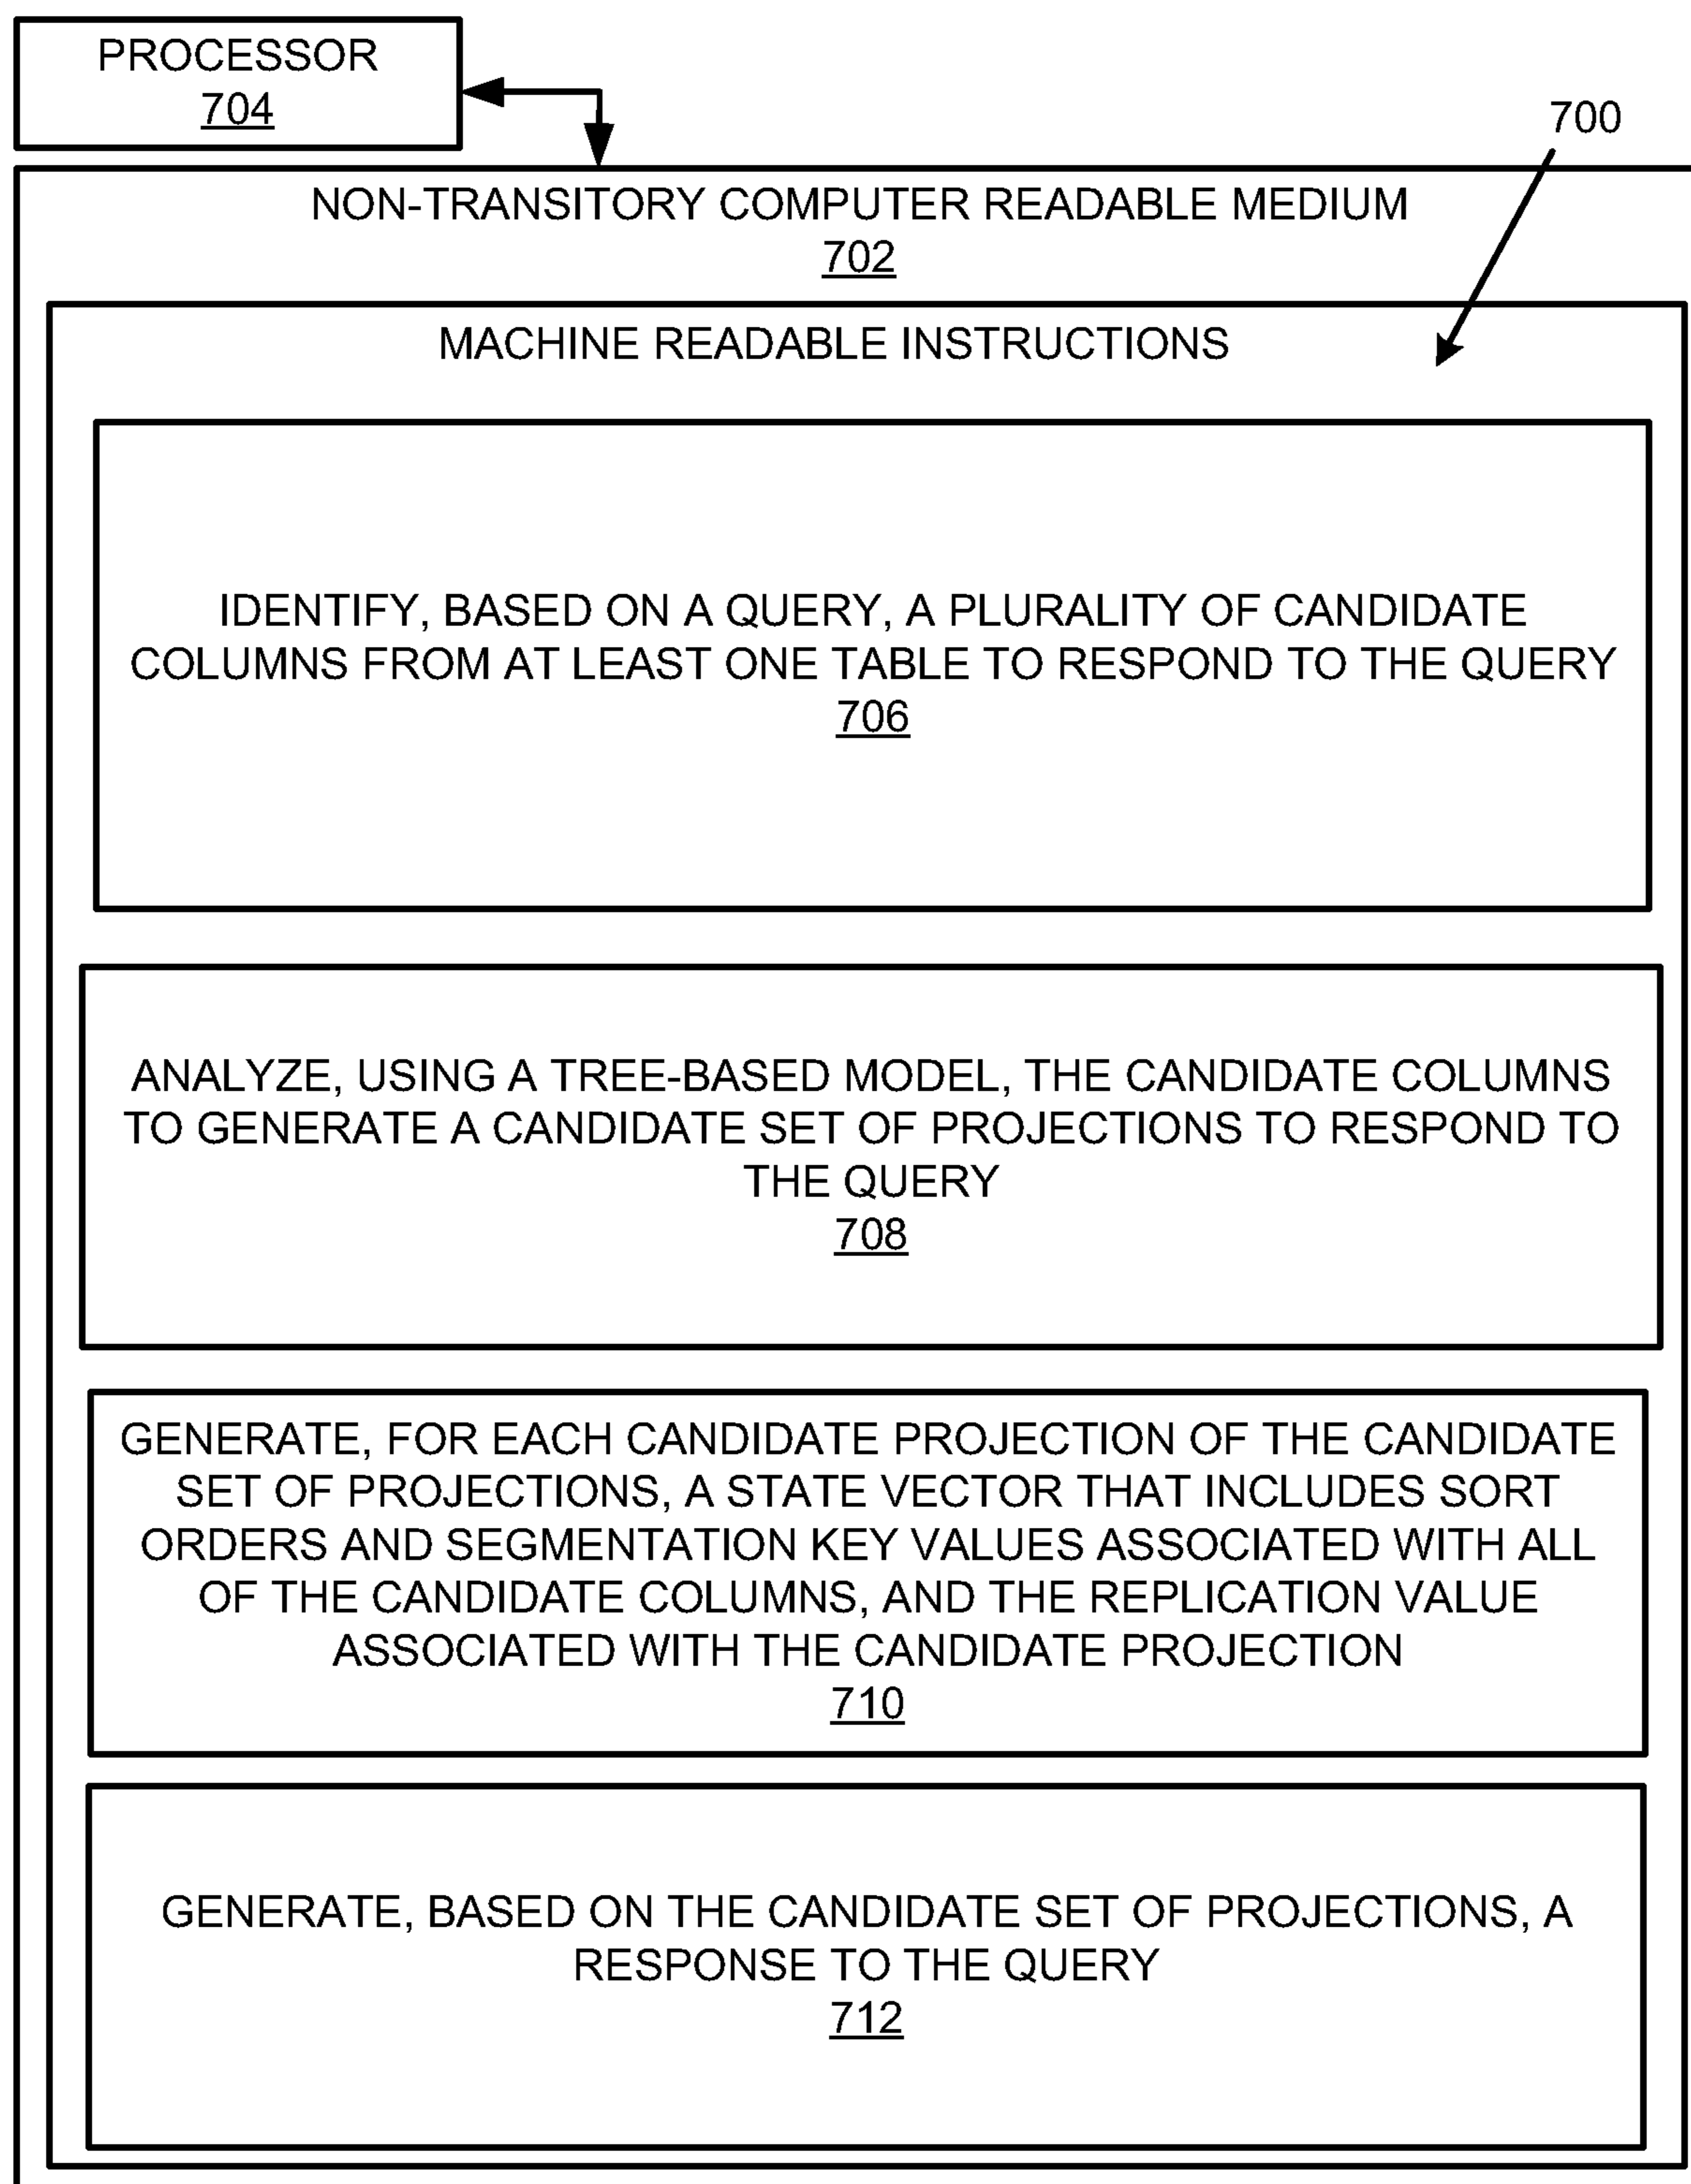 PROCESSOR
704
700
NON-TRANSITORY COMPUTER READABLE MEDIUM
702
MACHINE READABLE INSTRUCTIONS
IDENTIFY, BASED ON A QUERY, A PLURALITY OF CANDIDATE
COLUMNS FROM AT LEAST ONE TABLE TO RESPOND TO THE QUERY
706
ANALYZE, USING A TREE-BASED MODEL, THE CANDIDATE COLUMNS
TO GENERATE A CANDIDATE SET OF PROJECTIONS TO RESPOND TO
THE QUERY
708
GENERATE, FOR EACH CANDIDATE PROJECTION OF THE CANDIDATE
SET OF PROJECTIONS, A STATE VECTOR THAT INCLUDES SORT
ORDERS AND SEGMENTATION KEY VALUES ASSOCIATED WITH ALL
OF THE CANDIDATE COLUMNS, AND THE REPLICATION VALUE
ASSOCIATED WITH THE CANDIDATE PROJECTION
710
GENERATE, BASED ON THE CANDIDATE SET OF PROJECTIONS, A
RESPONSE TO THE QUERY
712